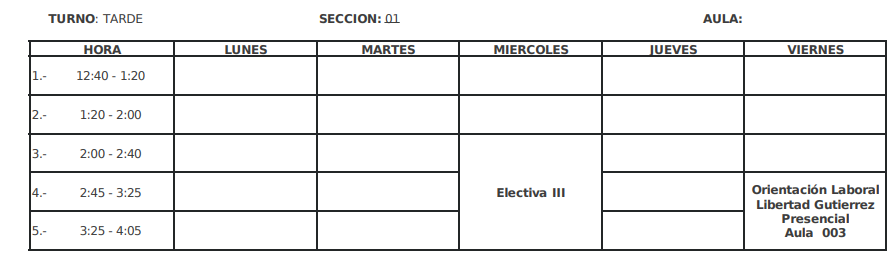 TURNO: TARDE SECCION: 01 AULA:
HORA LUNES MARTES MIERCOLES JUEVES VIERNES
1.- 12:40 - 1:20
2.- 1:20 - 2:00
3.- 2:00 - 2:40
4.- 2:45 - 3:25
5.- 3:25 - 4:05
Electiva III
Orientación Laboral
Libertad Gutierrez
Presencial
Aula 003